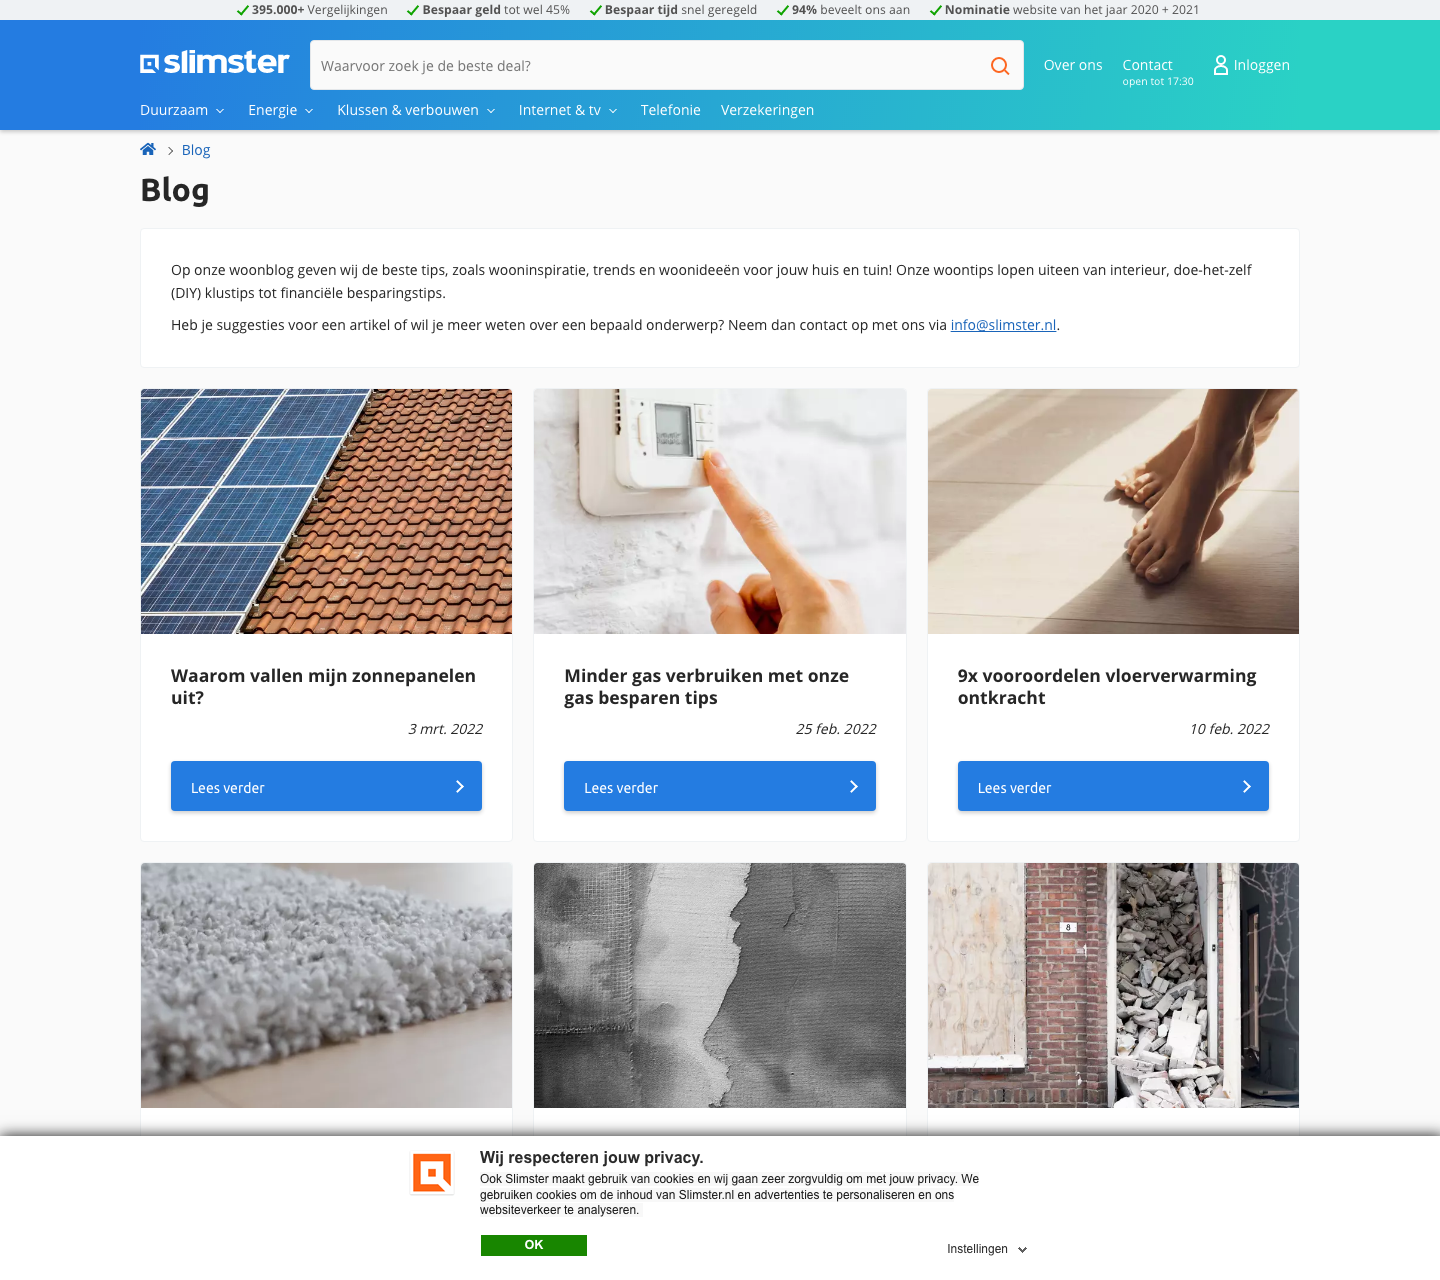 395.000+ Vergelijkingen Bespaar geld tot wel 45% Bespaar tijd snel geregeld 94% beveelt ons aan Nominatie website van het jaar 2020 + 2021
slimster Waarvoor zoek je de beste deal? Over ons Contact Inloggen
open tot 17:30
Duurzaam Energie Klussen & verbouwen Internet & tv Telefonie Verzekeringen
Blog
Blog
Op onze woonblog geven wij de beste tips, zoals wooninspiratie, trends en woonideeën voor jouw huis en tuin! Onze woontips lopen uiteen van interieur, doe-het-zelf
(DIY) klustips tot financiële besparingstips.
Heb je suggesties voor een artikel of wil je meer weten over een bepaald onderwerp? Neem dan contact op met ons via info@slimster.nl.
Waarom vallen mijn zonnepanelen
uit?
3 mrt. 2022
Lees verder
Minder gas verbruiken met onze
gas besparen tips
25 feb. 2022
Lees verder
9x vooroordelen vloerverwarming
ontkracht
10 feb. 2022
Lees verder
8
Wij respecteren jouw privacy.
Ook Slimster maakt gebruik van cookies en wij gaan zeer zorgvuldig om met jouw privacy. We
gebruiken cookies om de inhoud van Slimster.nl en advertenties te personaliseren en ons
websiteverkeer te analyseren.
OK
Instellingen